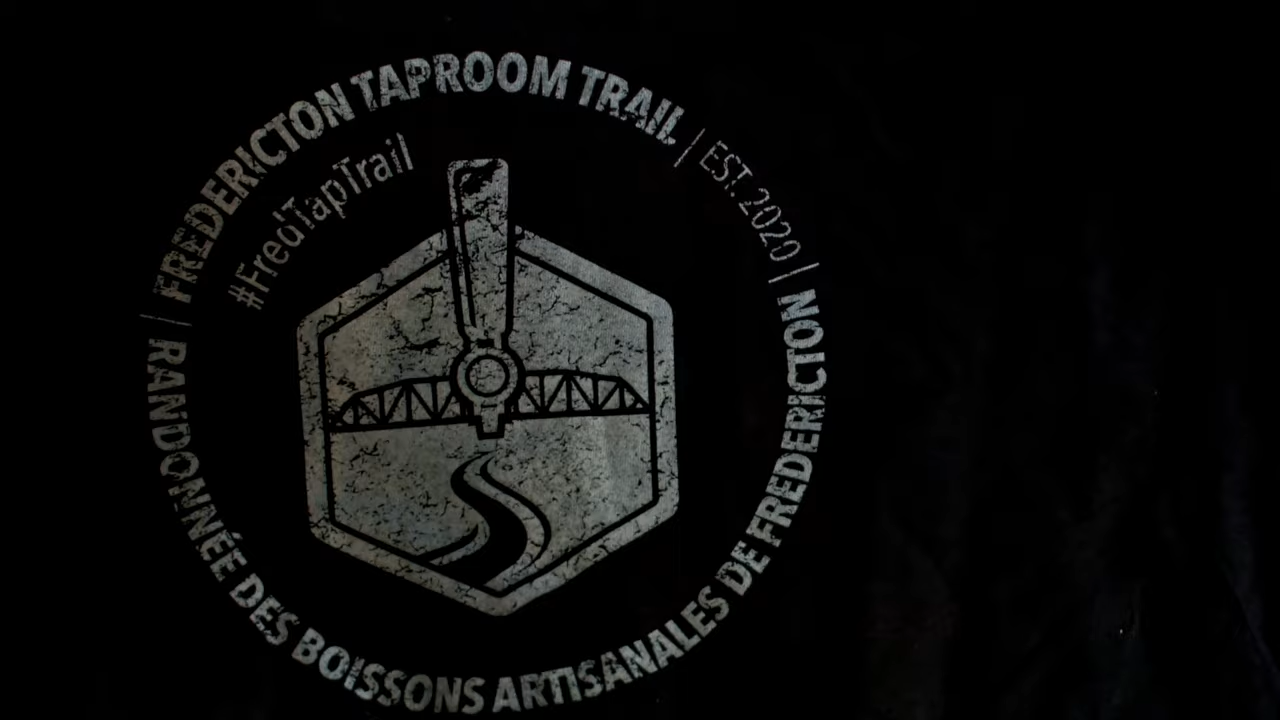 FREDERICTON TAPROOM TRAIL | EST. 2020 |
RANDONNÉE DES BOISSONS ARTISANALES DE FREDERICTON |
#FredTapTrail